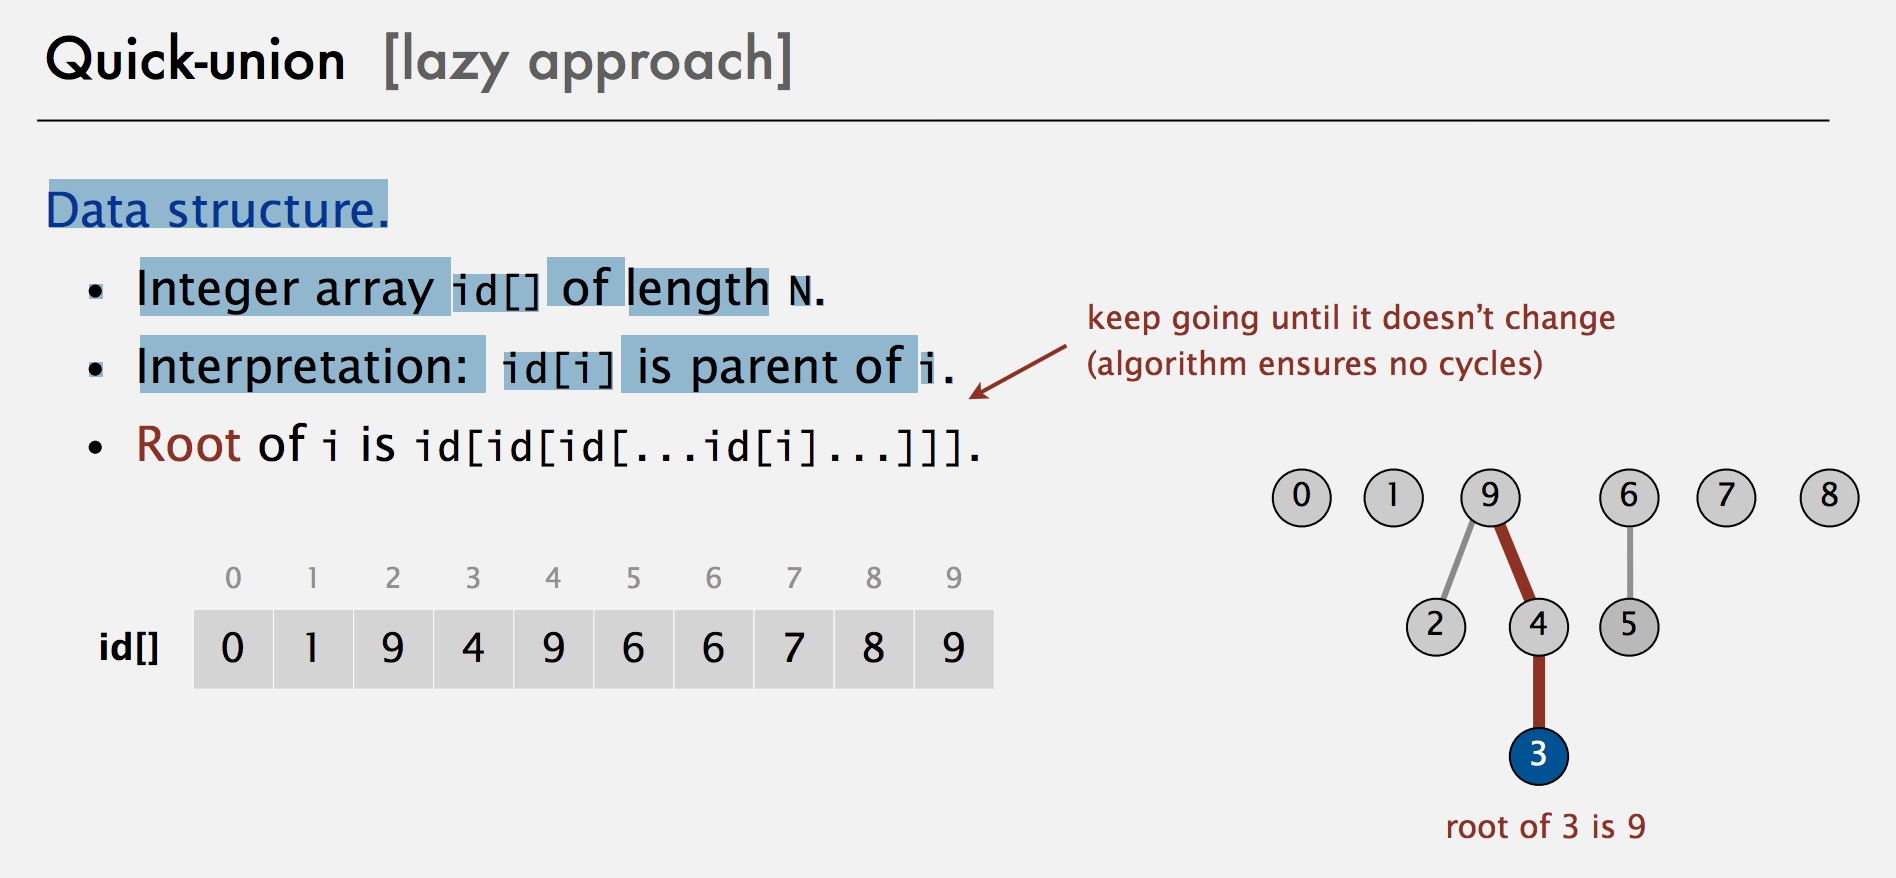 Quick-union [lazy approach]
Data structure.
• Integer array id[] of length N.
• Interpretation: id[i] is parent of i.
• Root of i is id[id[id[...id[i]...]]].
keep going until it doesn’t change
(algorithm ensures no cycles)
0 1 2 3 4 5 6 7 8 9
id[] 0 1 9 4 9 6 6 7 8 9
0 1 9 6 7 8
2 4 5
3
root of 3 is 9